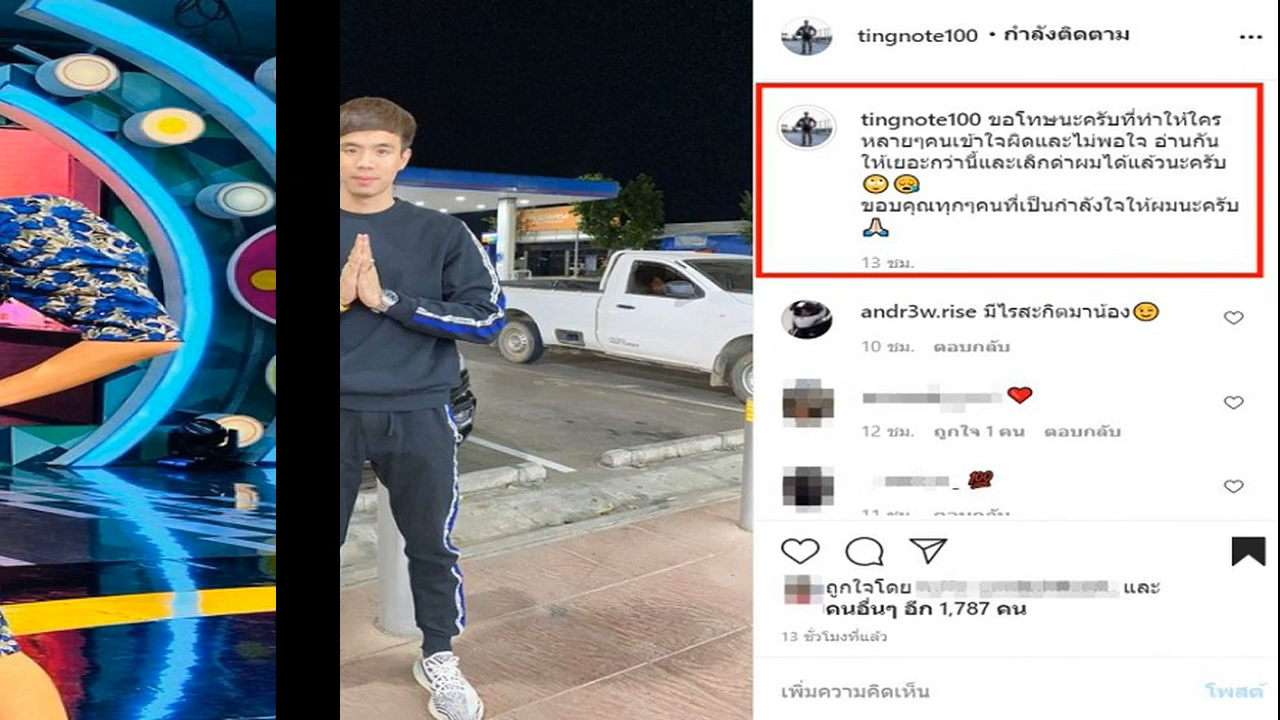 tingnote100 • กำลังติดตาม
tingnote100 ขอโทษนะครับที่ทำให้ใคร
หลายๆคนเข้าใจผิดและไม่พอใจ อ่านกัน
ให้เยอะกว่านี้และเลิกด่าผมได้แล้วนะครับ
🙄😪
ขอบคุณทุกๆคนที่เป็นกำลังใจให้ผมนะครับ
🙏🏻
13 ชม.
andr3w.rise มีไรสะกิดมาน้อง😉
10 ชม. ตอบกลับ
❤️
12 ชม. ถูกใจ 1 คน ตอบกลับ
💯
11 ชม. ตอบกลับ
ถูกใจโดย และ
คนอื่นๆ อีก 1,787 คน
13 ชั่วโมงที่แล้ว
เพิ่มความคิดเห็น โพสต์